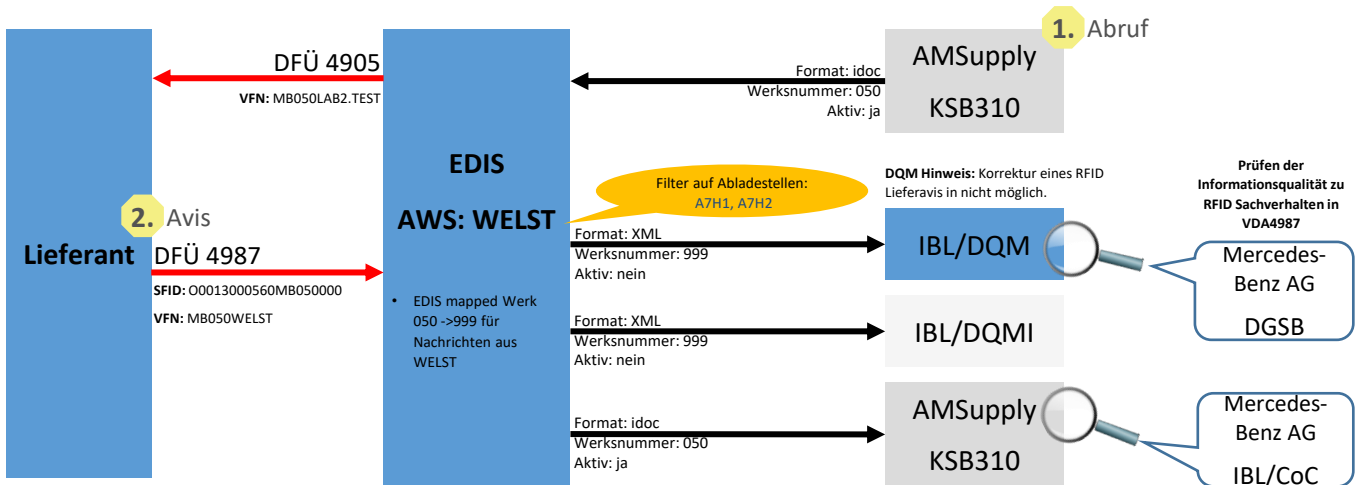 1. Abruf
AMSupply
KSB310
DFÜ 4905
VFN: MB050LAB2.TEST
Format: idoc
Werksnummer: 050
Aktiv: ja
EDIS
AWS: WELST
• EDIS mapped Werk
050 ->999 für
Nachrichten aus
WELST
2. Avis
Lieferant
DFÜ 4987
SFID: O0013000560MB050000
VFN: MB050WELST
Filter auf Abladestellen:
A7H1, A7H2
DQM Hinweis: Korrektur eines RFID
Lieferavis in nicht möglich.
Prüfen der
Informationsqualität zu
RFID Sachverhalten in
VDA4987
Format: XML
Werksnummer: 999
Aktiv: nein
IBL/DQM
Mercedes-
Benz AG
DGSB
Format: XML
Werksnummer: 999
Aktiv: nein
IBL/DQMI
Format: idoc
Werksnummer: 050
Aktiv: ja
AMSupply
KSB310
Mercedes-
Benz AG
IBL/CoC